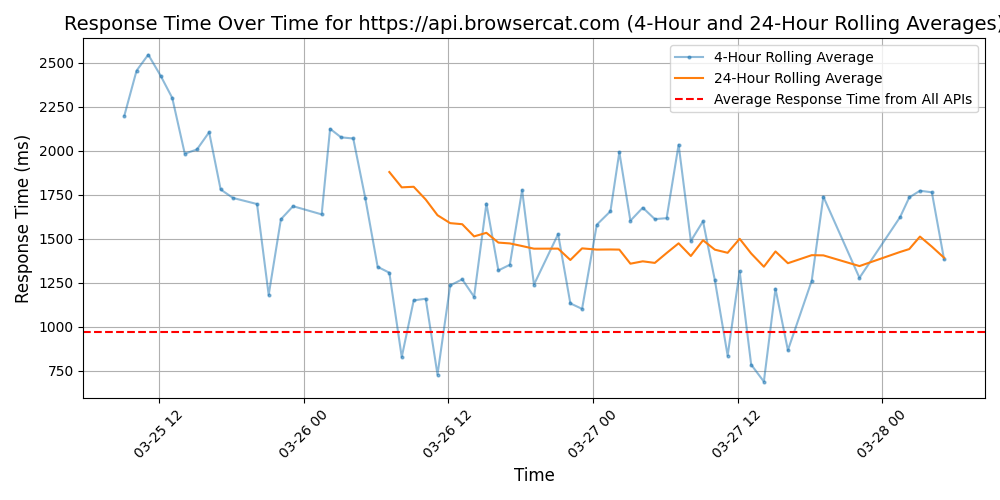 Response Time Over Time for https://api.browsercat.com (4-Hour and 24-Hour Rolling Averages)
4-Hour Rolling Average
24-Hour Rolling Average
Average Response Time from All APIs
Response Time (ms)
2500
2250
2000
1750
1500
1250
1000
750
03-25 12
03-26 00
03-26 12
03-27 00
03-27 12
03-28 00
Time